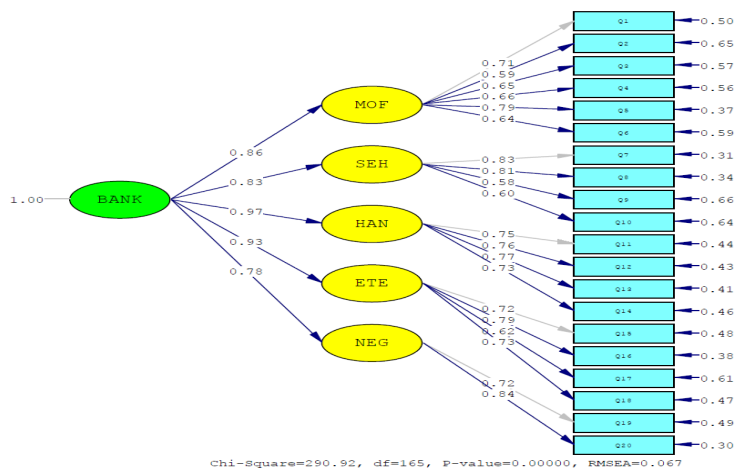 Q1 0.50
Q2 0.65
Q3 0.57
Q4 0.56
Q5 0.37
Q6 0.59
Q7 0.31
Q8 0.34
Q9 0.66
Q10 0.64
Q11 0.44
Q12 0.43
Q13 0.41
Q14 0.46
Q15 0.48
Q16 0.38
Q17 0.61
Q18 0.47
Q19 0.49
Q20 0.30
0.71
0.59
0.65
0.66
0.79
0.64
0.83
0.81
0.58
0.60
0.75
0.76
0.77
0.73
0.72
0.79
0.62
0.73
0.72
0.84
MOF
SEH
HAN
ETE
NEG
0.86
0.83
0.97
0.93
0.78
1.00 BANK
Chi-Square=290.92, df=165, P-value=0.00000, RMSEA=0.067